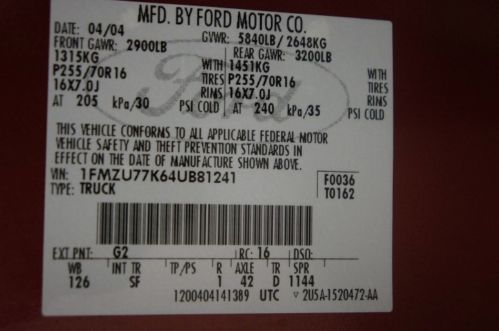 MFD. BY FORD MOTOR CO.
DATE: 04/04 GVWR: 5840LB/2648KG
FRONT GAWR: 2900LB REAR GAWR: 3200LB
1315KG WITH 1451KG WITH
P255/70R16 TIRES P255/70R16 TIRES
16X7.0J RIMS 16X7.0J RIMS
AT 205 kPa/30 PSI COLD AT 240 kPa/35 PSI COLD
Ford
THIS VEHICLE CONFORMS TO ALL APPLICABLE FEDERAL MOTOR
VEHICLE SAFETY AND THEFT PREVENTION STANDARDS IN
EFFECT ON THE DATE OF MANUFACTURE SHOWN ABOVE.
VIN: 1FMZU77K64UB81241 F0036
TYPE: TRUCK T0162
EXT PNT: G2 RC: 16 DSO:
WB INT TR TP/PS R AXLE TR SPR
126 SF 1 42 D 1144
1200404141389 UTC 2U5A-1520472-AA